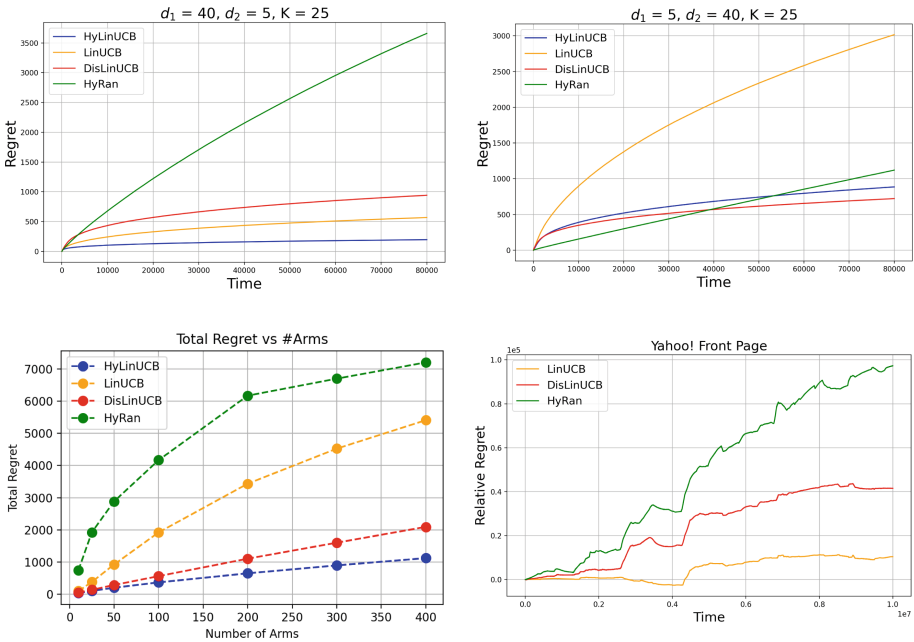 d₁ = 40, d₂ = 5, K = 25
HyLinUCB
LinUCB
DisLinUCB
HyRan
Regret
3500
3000
2500
2000
1500
1000
500
0
0 10000 20000 30000 40000 50000 60000 70000 80000
Time
d₁ = 5, d₂ = 40, K = 25
HyLinUCB
LinUCB
DisLinUCB
HyRan
Regret
3000
2500
2000
1500
1000
500
0
0 10000 20000 30000 40000 50000 60000 70000 80000
Time
Total Regret vs #Arms
HyLinUCB
LinUCB
DisLinUCB
HyRan
Total Regret
7000
6000
5000
4000
3000
2000
1000
0
0 50 100 150 200 250 300 350 400
Number of Arms
Yahoo! Front Page
1e5
LinUCB
DisLinUCB
HyRan
Relative Regret
1.0
0.8
0.6
0.4
0.2
0.0
0.0 0.2 0.4 0.6 0.8 1.0
1e7
Time